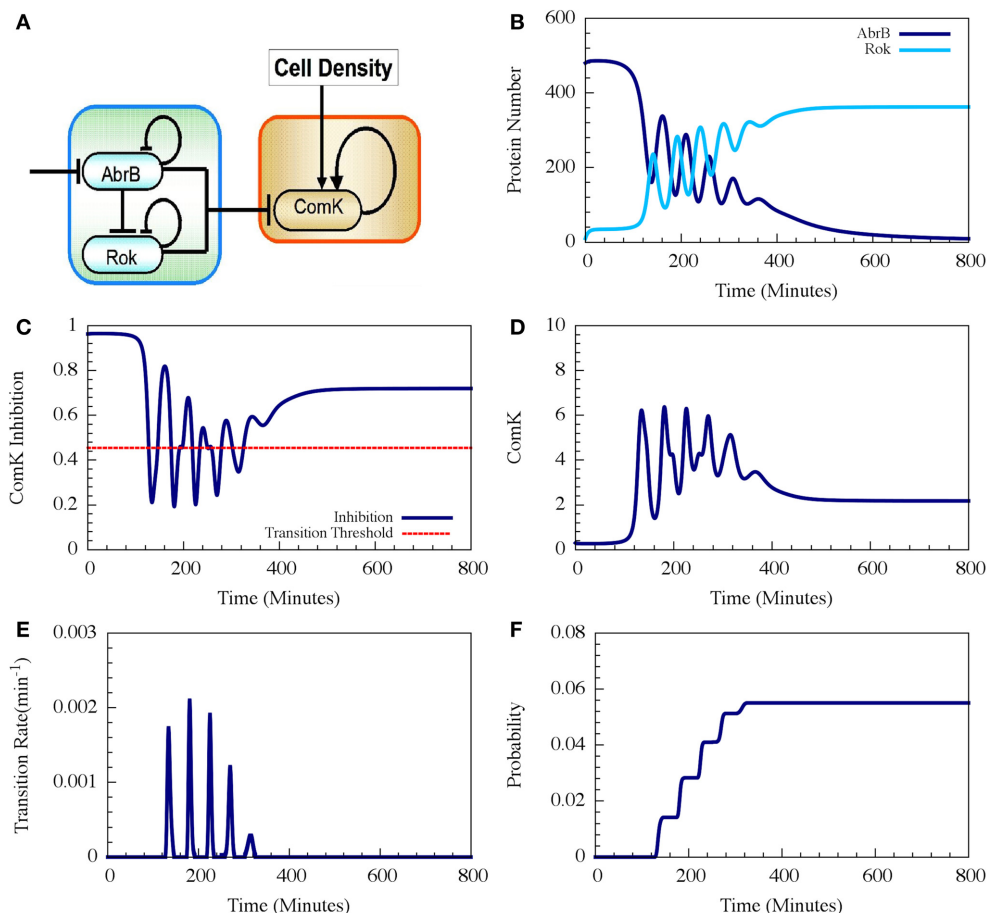 A
Cell Density
AbrB
Rok
ComK
B
600
400
200
0
Protein Number
AbrB
Rok
0 200 400 600 800
Time (Minutes)
C
1
0.8
0.6
0.4
0.2
0
ComK Inhibition
Inhibition
Transition Threshold
0 200 400 600 800
Time (Minutes)
D
10
8
6
4
2
0
ComK
0 200 400 600 800
Time (Minutes)
E
0.003
0.002
0.001
0
Transition Rate(min-1)
0 200 400 600 800
Time (Minutes)
F
0.08
0.06
0.04
0.02
0
Probability
0 200 400 600 800
Time (Minutes)